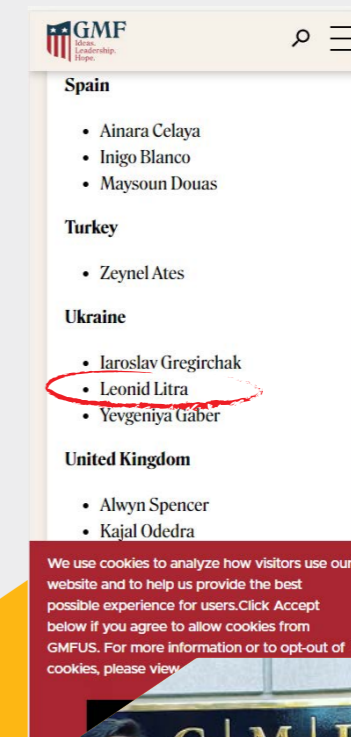 GMF
Ideas.
Leadership.
Hope.
Spain
• Ainara Celaya
• Inigo Blanco
• Maysoun Douas
Turkey
• Zeynel Ates
Ukraine
• Iaroslav Gregirchak
• Leonid Litra
• Yevgeniya Gaber
United Kingdom
• Alwyn Spencer
• Kajal Odedra
We use cookies to analyze how visitors use our
website and to help us provide the best
possible experience for users.Click Accept
below if you agree to allow cookies from
GMFUS. For more information or to opt-out of
cookies, please view
G | M | F